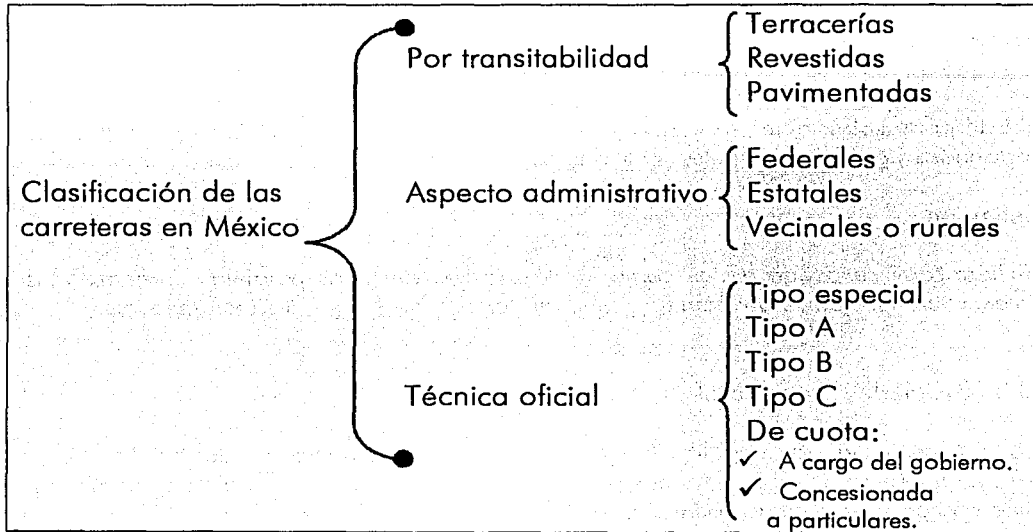 Clasificación de las
carreteras en México
Por transitabilidad
Terracerías
Revestidas
Pavimentadas
Aspecto administrativo
Federales
Estatales
Vecinales o rurales
Técnica oficial
Tipo especial
Tipo A
Tipo B
Tipo C
De cuota:
✓ A cargo del gobierno.
✓ Concesionada
a particulares.